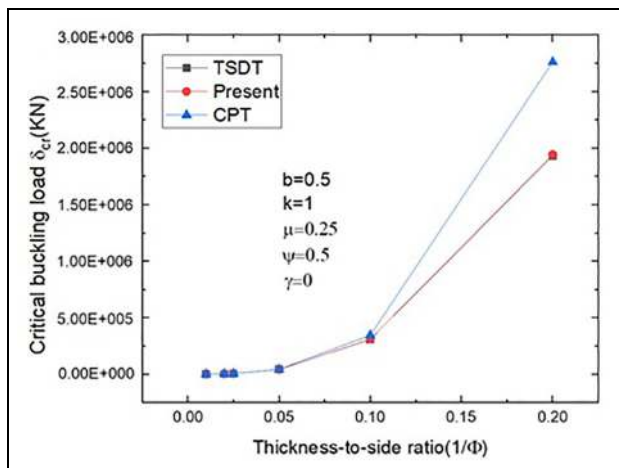 3.00E+006
2.50E+006
2.00E+006
1.50E+006
1.00E+006
5.00E+005
0.00E+000
Critical buckling load δcr(KN)
TSDT
Present
CPT
b=0.5
k=1
μ=0.25
ψ=0.5
γ=0
0.00 0.05 0.10 0.15 0.20
Thickness-to-side ratio(1/Φ)